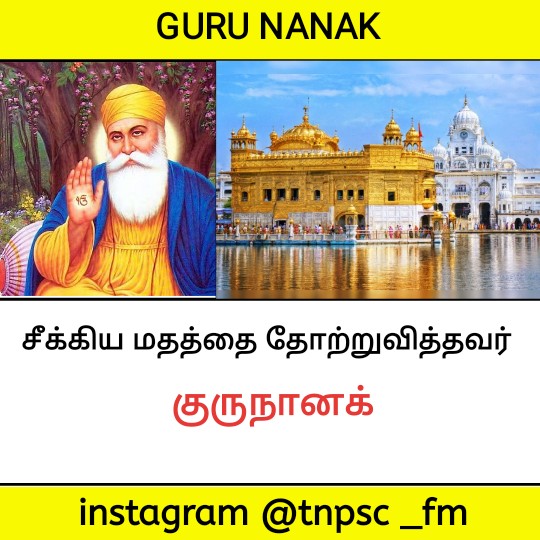 GURU NANAK
ੴ
சீக்கிய மதத்தை தோற்றுவித்தவர்
குருநானக்
instagram @tnpsc _fm